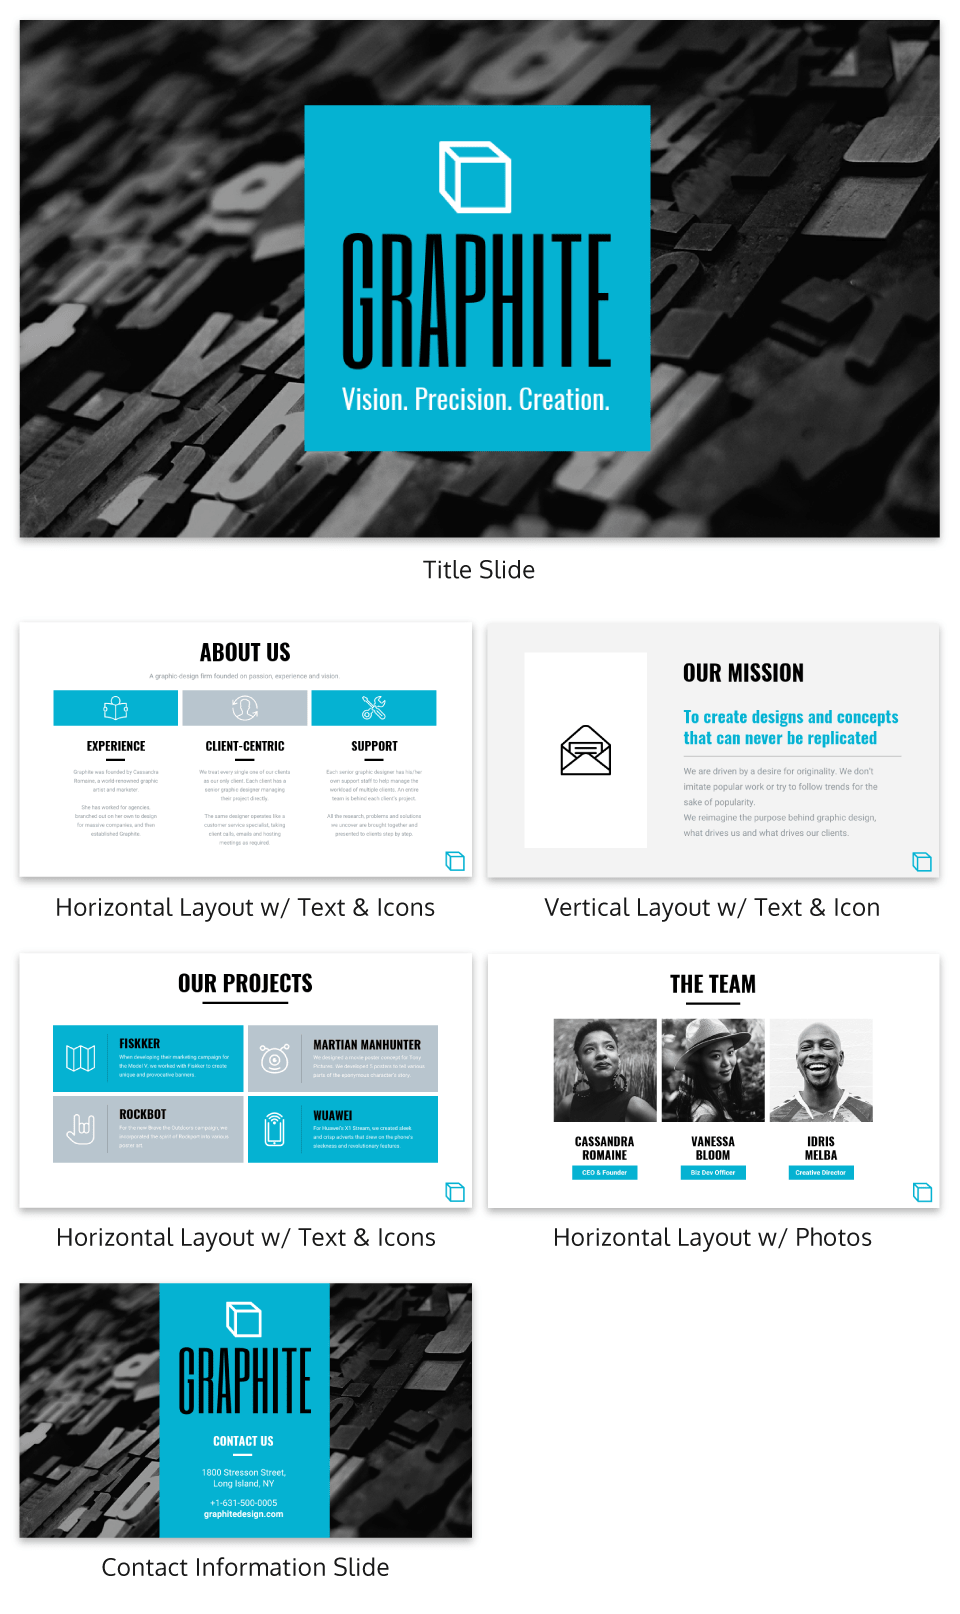 GRAPHITE
Vision. Precision. Creation.
Title Slide
ABOUT US
A graphic-design firm founded on passion, experience and vision.
EXPERIENCE
Graphite was founded by Cassandra
Romaine, a world-renowned graphic
artist and marketer.
She has worked for agencies,
branched out on her own to design
for massive companies, and then
established Graphite.
CLIENT-CENTRIC
We treat every single one of our clients
as our only client. Each client has a
senior graphic designer managing
their project directly.
The same designer operates like a
customer service specialist, taking
client calls, emails and hosting
meetings as required.
SUPPORT
Each senior graphic designer has his/her
own support staff to help manage the
workload of multiple clients. An entire
team is behind each client's project.
All the research, problems and solutions
we uncover are brought together and
presented to clients step by step.
Horizontal Layout w/ Text & Icons
OUR MISSION
To create designs and concepts
that can never be replicated
We are driven by a desire for originality. We don't
imitate popular work or try to follow trends for the
sake of popularity.
We reimagine the purpose behind graphic design,
what drives us and what drives our clients.
Vertical Layout w/ Text & Icon
OUR PROJECTS
FISKKER
When developing their marketing campaign for
the Model V, we worked with Fiskker to create
unique and provocative banners.
MARTIAN MANHUNTER
We designed a movie poster concept for Tony
Pictures. We developed 5 posters to tell various
parts of the eponymous character's story.
ROCKBOT
For the new Brave the Outdoors campaign, we
incorporated the spirit of Rockport into various
poster art.
WUAWEI
For Huawei's X1 Stream, we created sleek
and crisp adverts that drew on the phone's
sleekness and revolutionary features.
Horizontal Layout w/ Text & Icons
THE TEAM
CASSANDRA
ROMAINE
CEO & Founder
VANESSA
BLOOM
Biz Dev Officer
IDRIS
MELBA
Creative Director
Horizontal Layout w/ Photos
GRAPHITE
CONTACT US
1800 Stresson Street,
Long Island, NY
+1-631-500-0005
graphitedesign.com
Contact Information Slide